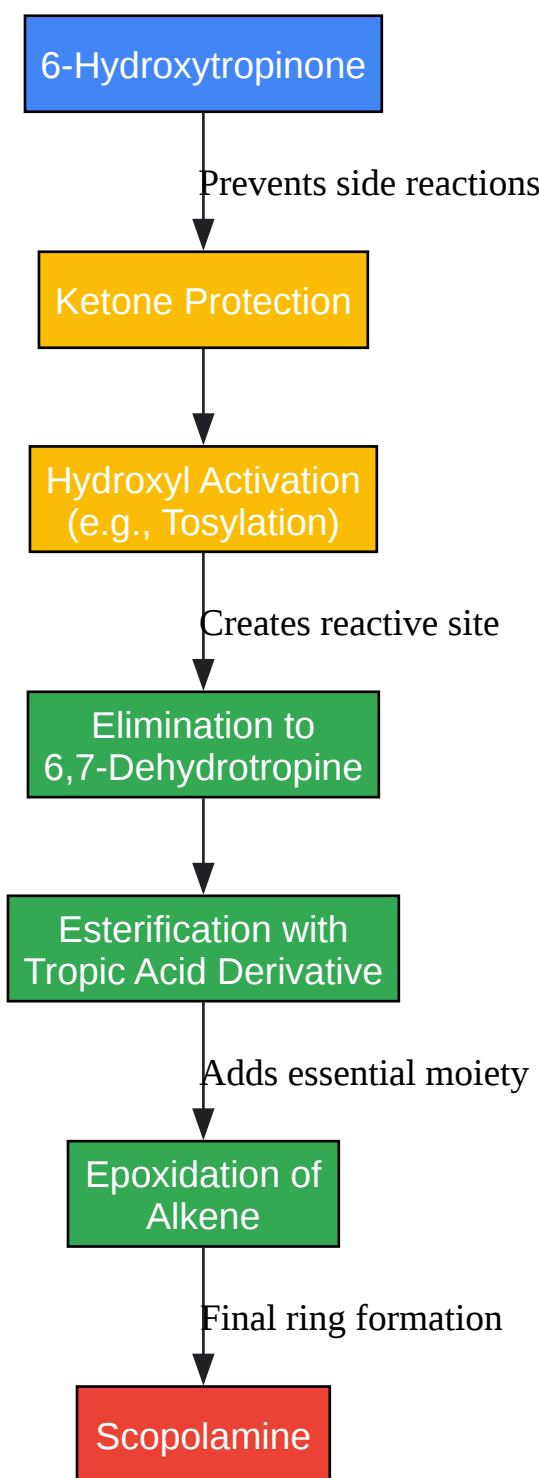 6-Hydroxytropinone
Prevents side reactions
Ketone Protection
Hydroxyl Activation
(e.g., Tosylation)
Creates reactive site
Elimination to
6,7-Dehydrotropine
Esterification with
Tropic Acid Derivative
Adds essential moiety
Epoxidation of
Alkene
Final ring formation
Scopolamine